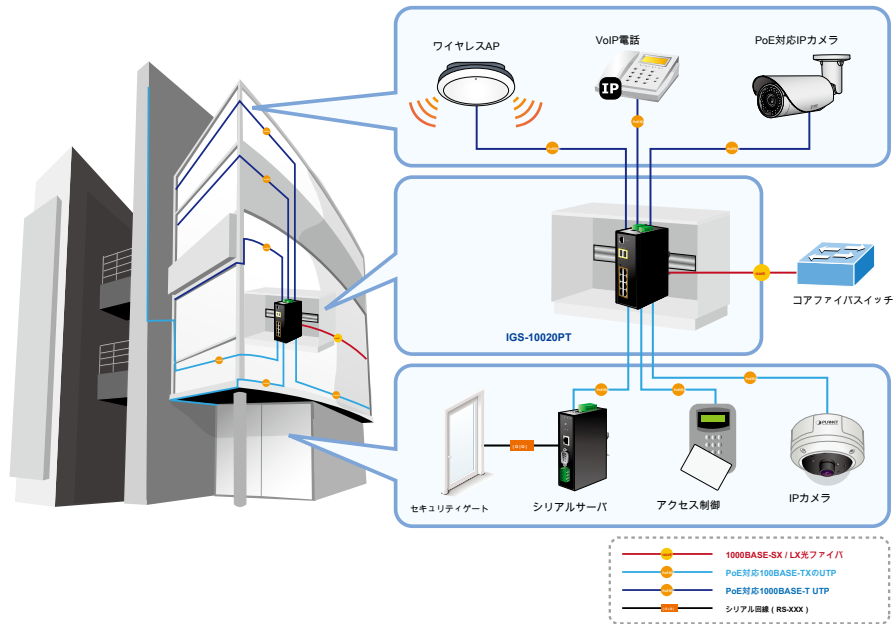 ワイヤレスAP
VoIP電話
PoE対応IPカメラ
IP
コアファイバスイッチ
IGS-10020PT
PLANET
セキュリティゲート
シリアルサーバ
アクセス制御
IPカメラ
1000BASE-SX / LX光ファイバ
PoE対応100BASE-TXのUTP
PoE対応1000BASE-T UTP
シリアル回線 ( RS-XXX )